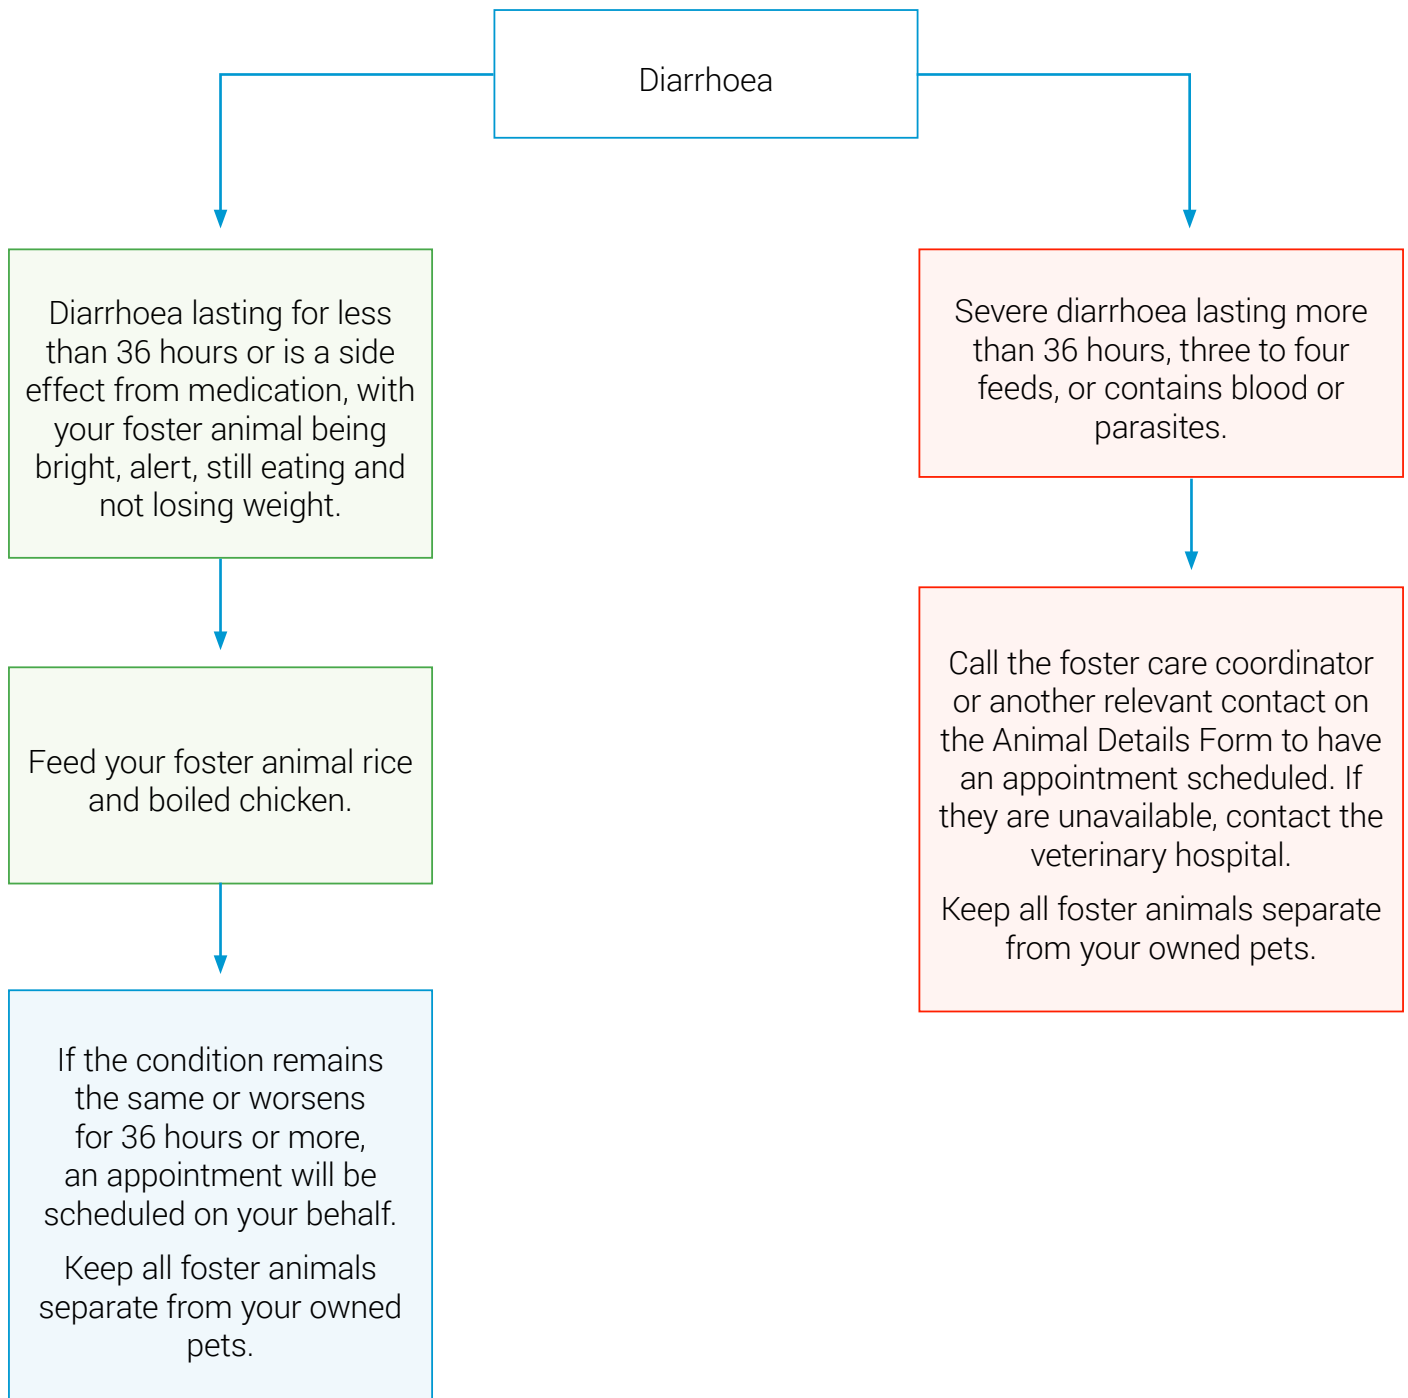 Diarrhoea
Diarrhoea lasting for less
than 36 hours or is a side
effect from medication, with
your foster animal being
bright, alert, still eating and
not losing weight.
Feed your foster animal rice
and boiled chicken.
If the condition remains
the same or worsens
for 36 hours or more,
an appointment will be
scheduled on your behalf.
Keep all foster animals
separate from your owned
pets.
Severe diarrhoea lasting more
than 36 hours, three to four
feeds, or contains blood or
parasites.
Call the foster care coordinator
or another relevant contact on
the Animal Details Form to have
an appointment scheduled. If
they are unavailable, contact the
veterinary hospital.
Keep all foster animals separate
from your owned pets.